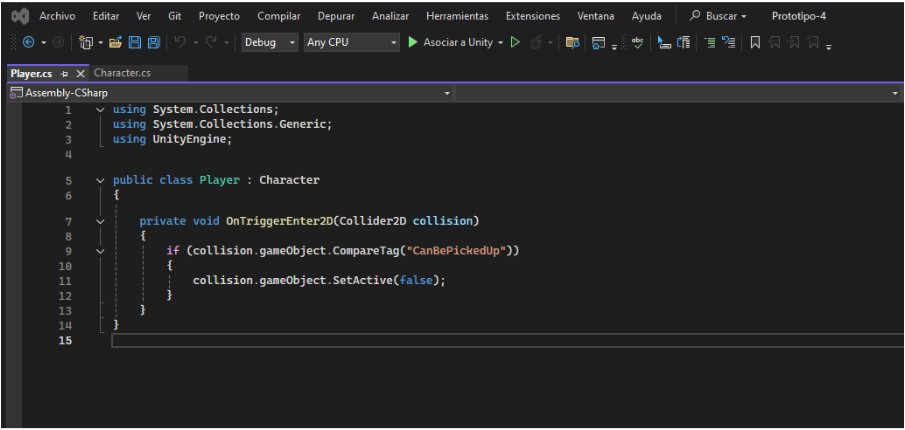 Archivo Editar Ver Git Proyecto Compilar Depurar Analizar Herramientas Extensiones Ventana Ayuda Buscar Prototipo-4
Debug Any CPU Asociar a Unity
Player.cs Character.cs
Assembly-CSharp
1 using System.Collections;
2 using System.Collections.Generic;
3 using UnityEngine;
4
5 public class Player : Character
6 {
7 private void OnTriggerEnter2D(Collider2D collision)
8 {
9 if (collision.gameObject.CompareTag("CanBePickedUp"))
10 {
11 collision.gameObject.SetActive(false);
12 }
13 }
14 }
15